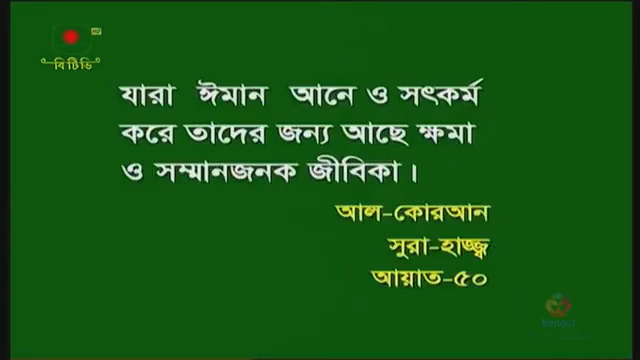 বিটিভি
যারা ঈমান আনে ও সৎকর্ম
করে তাদের জন্য আছে ক্ষমা
ও সম্মানজনক জীবিকা।
আল-কোরআন
সুরা-হাজ্জ্ব
আয়াত-৫০